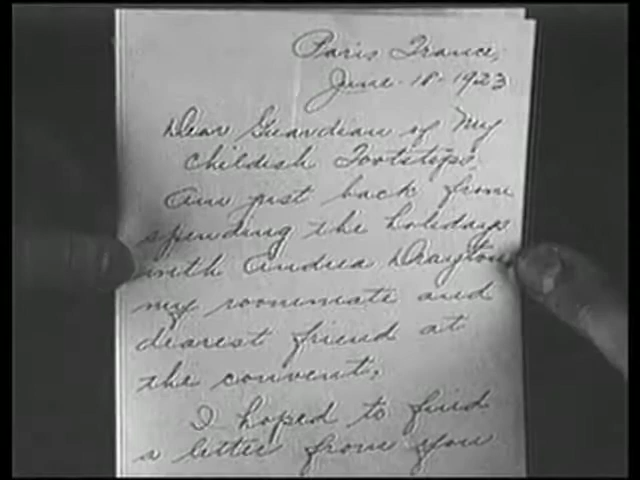 Paris France,
June-18-1923
Dear Guardian of My
Childish Footsteps,
Am just back from
spending the holidays
with Andrea Drayton
my roommate and
dearest friend at
the convent.
I hoped to find
a letter from you